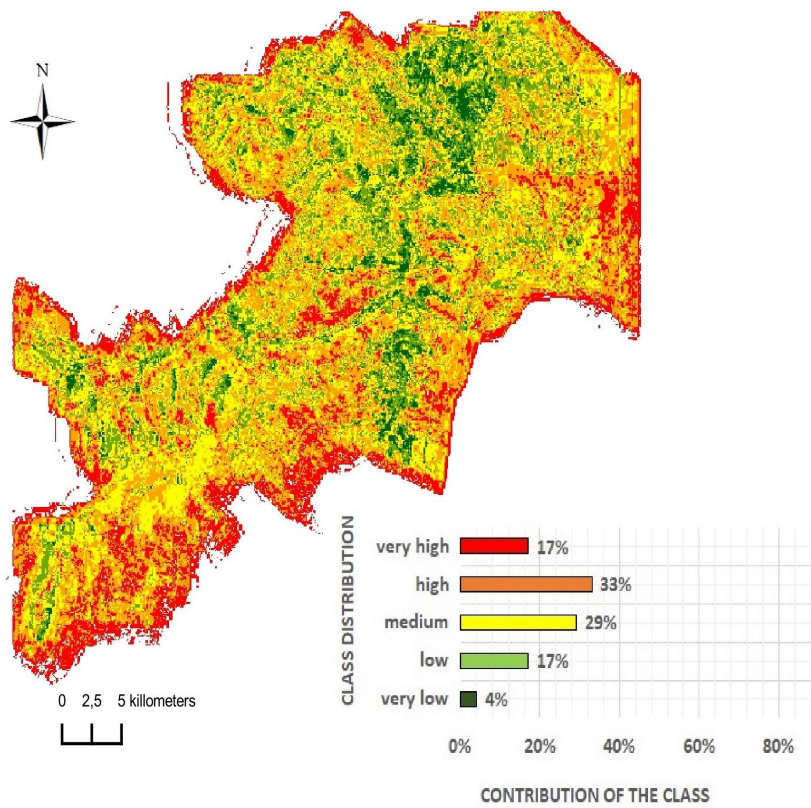 N
very high 17%
high 33%
medium 29%
low 17%
very low 4%
CLASS DISTRIBUTION
0% 20% 40% 60% 80%
CONTRIBUTION OF THE CLASS
0 2,5 5 killometers